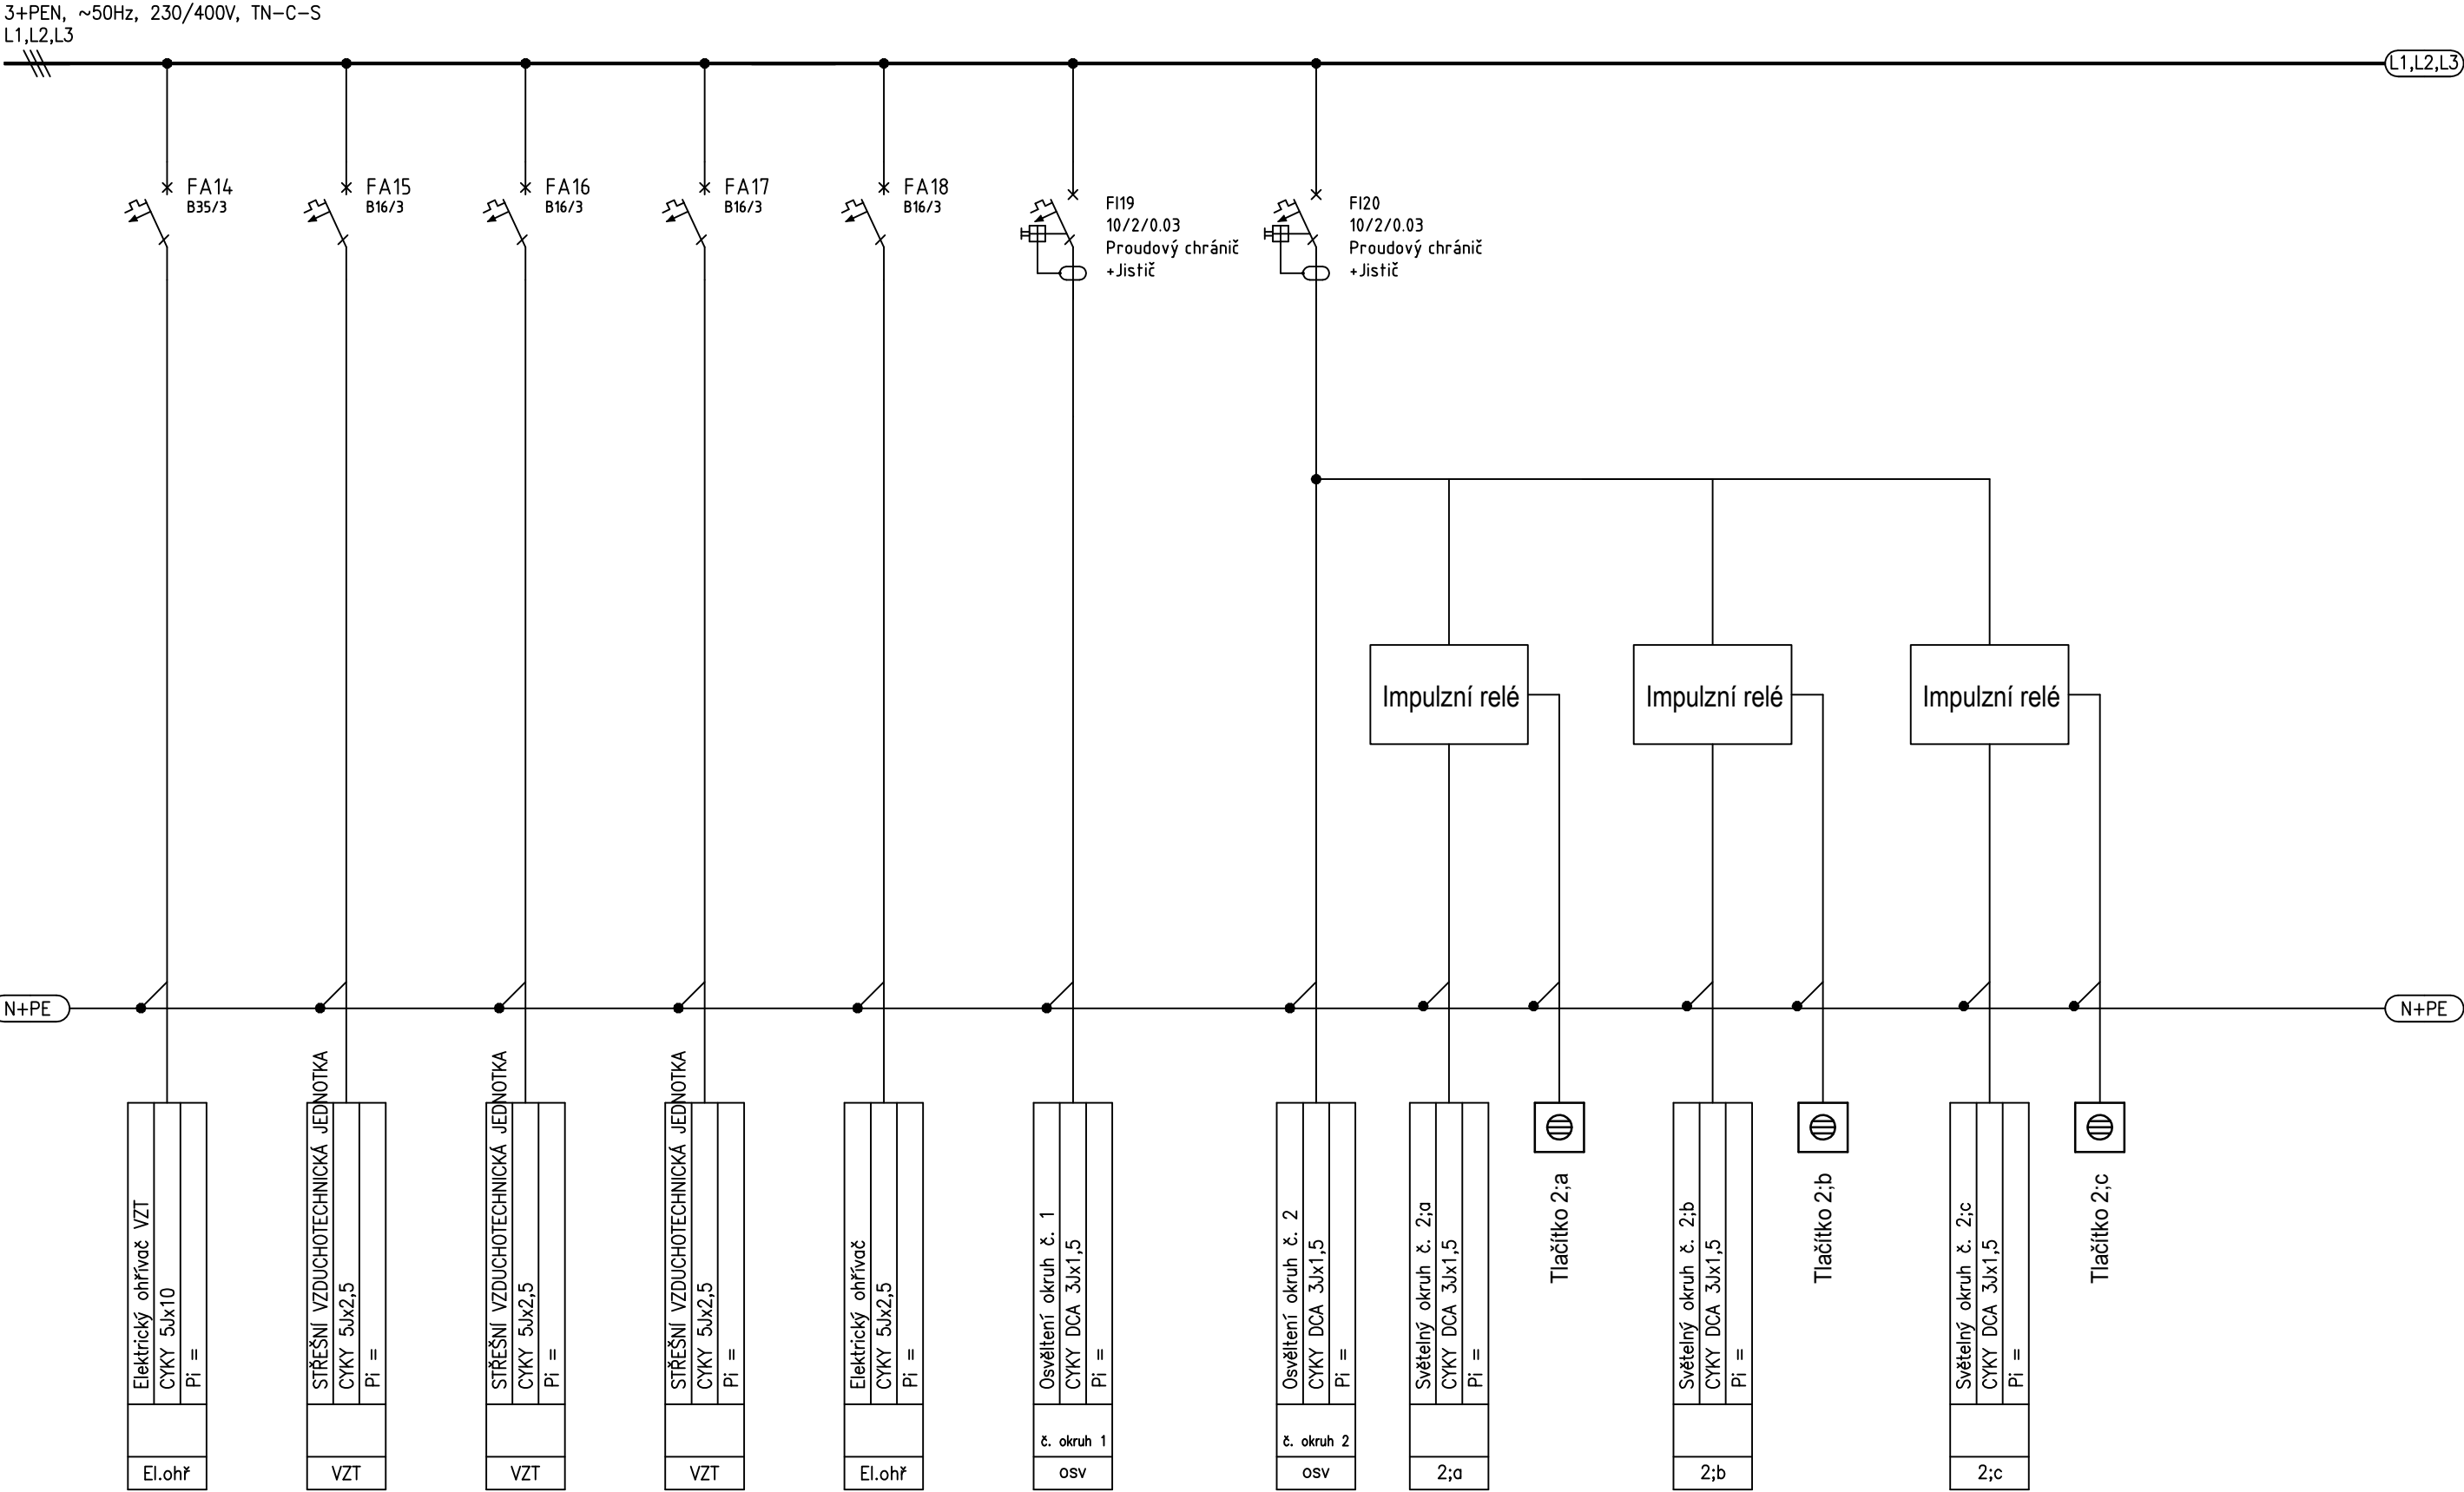 3+PEN, ~50Hz, 230/400V, TN-C-S
L1,L2,L3
L1,L2,L3
FA14
B35/3
FA15
B16/3
FA16
B16/3
FA17
B16/3
FA18
B16/3
FI19
10/2/0.03
Proudový chránič
+Jistič
FI20
10/2/0.03
Proudový chránič
+Jistič
Impulzní relé
Impulzní relé
Impulzní relé
N+PE
N+PE
Elektrický ohřívač VZT
CYKY 5Jx10
Pi =
El.ohř
STŘEŠNÍ VZDUCHOTECHNICKÁ JEDNOTKA
CYKY 5Jx2,5
Pi =
VZT
STŘEŠNÍ VZDUCHOTECHNICKÁ JEDNOTKA
CYKY 5Jx2,5
Pi =
VZT
STŘEŠNÍ VZDUCHOTECHNICKÁ JEDNOTKA
CYKY 5Jx2,5
Pi =
VZT
Elektrický ohřívač
CYKY 5Jx2,5
Pi =
El.ohř
Osvěltení okruh č. 1
CYKY DCA 3Jx1,5
Pi =
č. okruh 1
osv
Osvěltení okruh č. 2
CYKY DCA 3Jx1,5
Pi =
č. okruh 2
osv
Světelný okruh č. 2;a
CYKY DCA 3Jx1,5
Pi =
2;a
Tlačítko 2;a
Světelný okruh č. 2;b
CYKY DCA 3Jx1,5
Pi =
2;b
Tlačítko 2;b
Světelný okruh č. 2;c
CYKY DCA 3Jx1,5
Pi =
2;c
Tlačítko 2;c